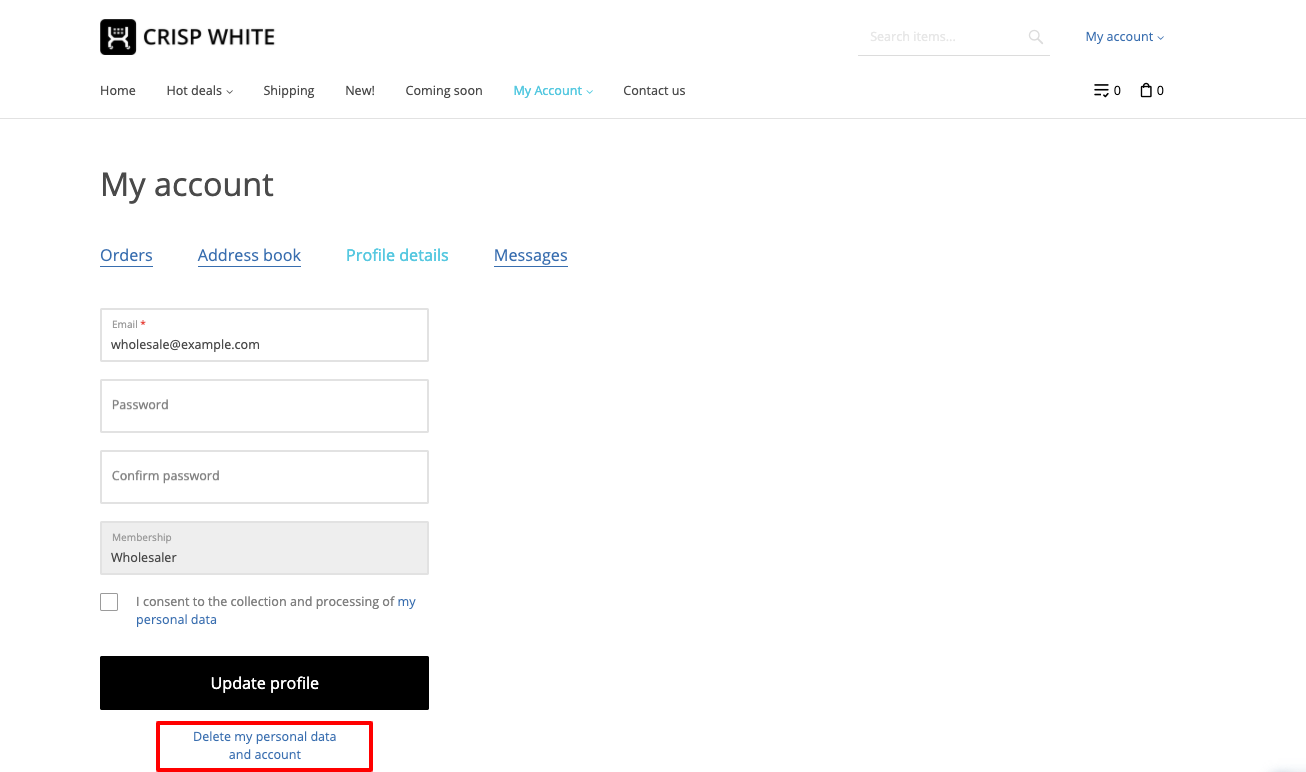 CRISP WHITE
Search items...
My account
Home
Hot deals
Shipping
New!
Coming soon
My Account
Contact us
0
0
My account
Orders
Address book
Profile details
Messages
Email *
wholesale@example.com
Password
Confirm password
Membership
Wholesaler
I consent to the collection and processing of my
personal data
Update profile
Delete my personal data
and account